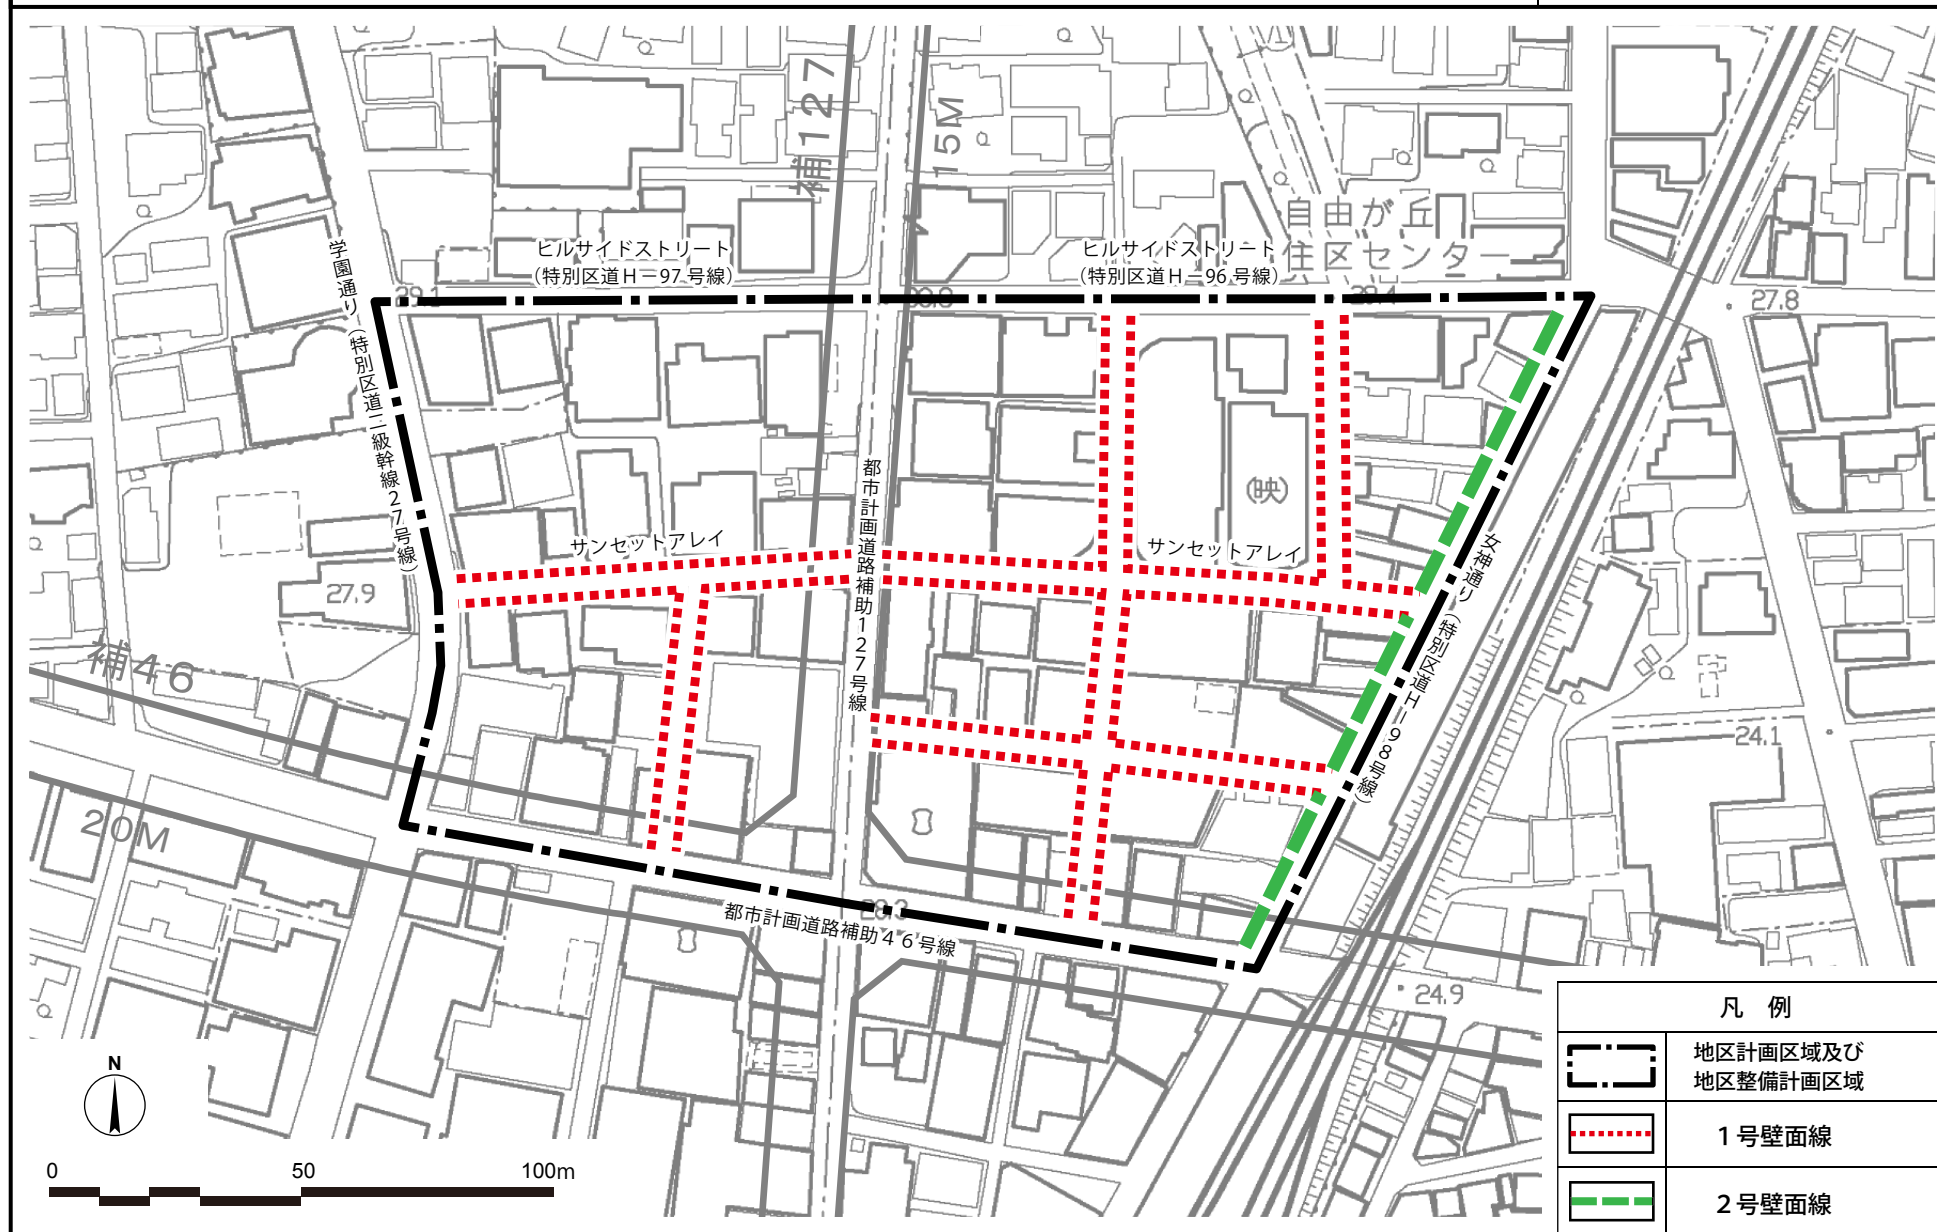 補127
15M
自由が丘
住区センター
ヒルサイドストリート
(特別区道H－97号線)
ヒルサイドストリート
(特別区道H－96号線)
学園通り(特別区道二級幹線27号線)
29.1
29.4
27.8
(映)
都市計画道路補助127号線
サンセットアレイ
サンセットアレイ
女神通り(特別区道H－98号線)
27.9
補46
24.1
20M
28.3
都市計画道路補助46号線
24.9
凡 例
地区計画区域及び
地区整備計画区域
1号壁面線
2号壁面線
N
0 50 100m